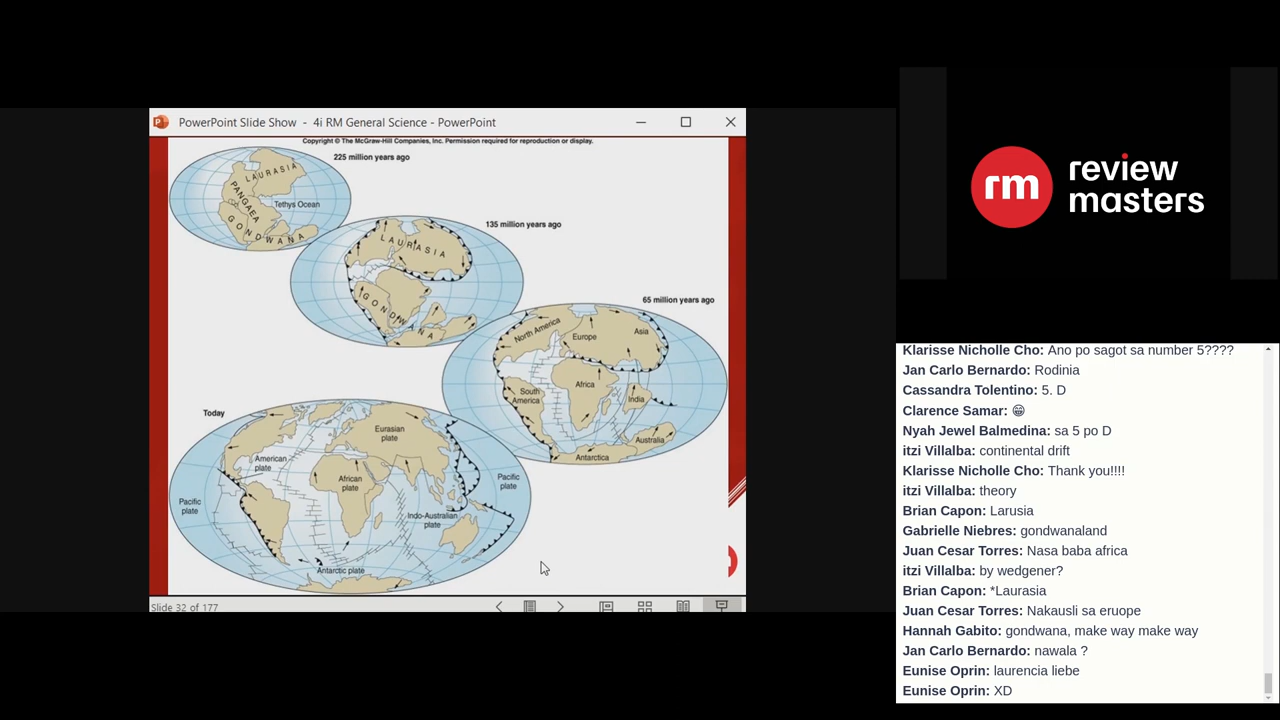 PowerPoint Slide Show - 4i RM General Science - PowerPoint
Copyright © The McGraw-Hill Companies, Inc. Permission required for reproduction or display.
225 million years ago
LAURASIA
PANGAEA
Tethys Ocean
GONDWANA
135 million years ago
LAURASIA
GONDWANA
65 million years ago
North America
Europe
Asia
Africa
South
America
India
Australia
Antarctica
Today
Eurasian
plate
American
plate
African
plate
Pacific
plate
Pacific
plate
Indo-Australian
plate
Antarctic plate
Slide 32 of 177
rm
review
masters
Klarisse Nicholle Cho: Ano po sagot sa number 5????
Jan Carlo Bernardo: Rodinia
Cassandra Tolentino: 5. D
Clarence Samar: 😁
Nyah Jewel Balmedina: sa 5 po D
itzi Villalba: continental drift
Klarisse Nicholle Cho: Thank you!!!!
itzi Villalba: theory
Brian Capon: Larusia
Gabrielle Niebres: gondwanaland
Juan Cesar Torres: Nasa baba africa
itzi Villalba: by wedgener?
Brian Capon: *Laurasia
Juan Cesar Torres: Nakausli sa eruope
Hannah Gabito: gondwana, make way make way
Jan Carlo Bernardo: nawala ?
Eunise Oprin: laurencia liebe
Eunise Oprin: XD